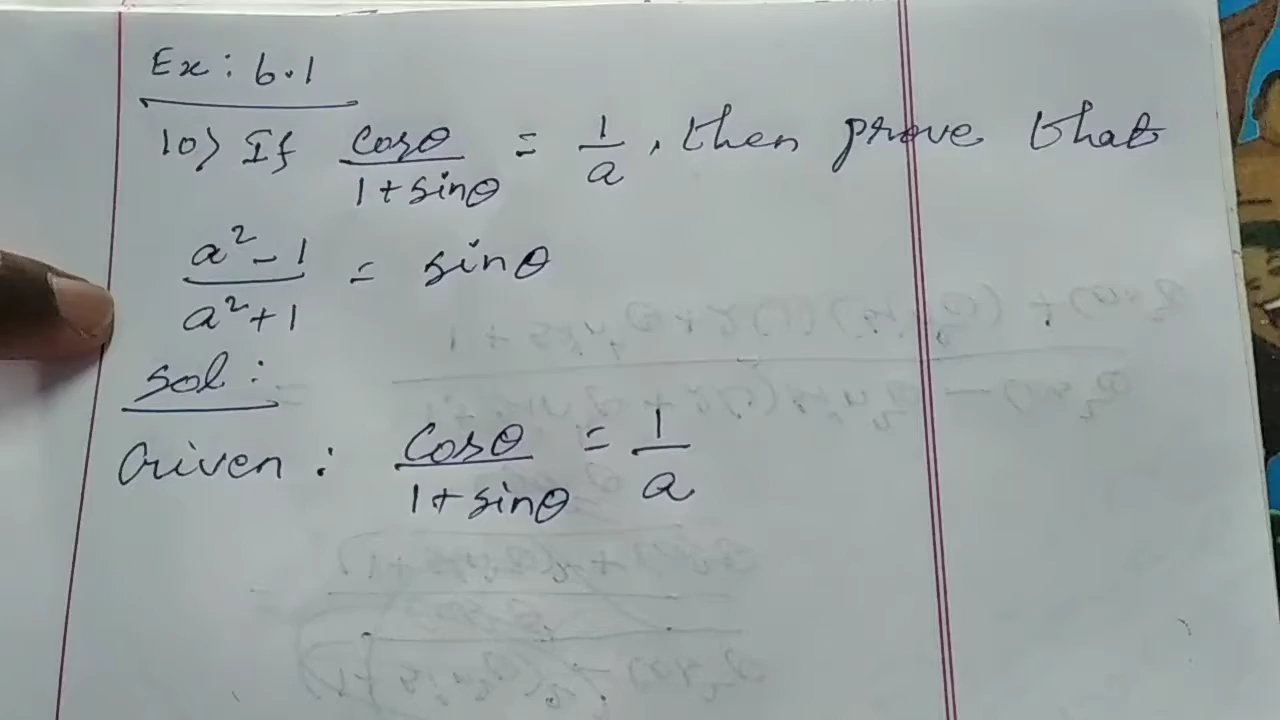 Ex: 6.1
10) If cosθ/1+sinθ = 1/a, then prove that
a²-1/a²+1 = sinθ
Sol:
Given: cosθ/1+sinθ = 1/a